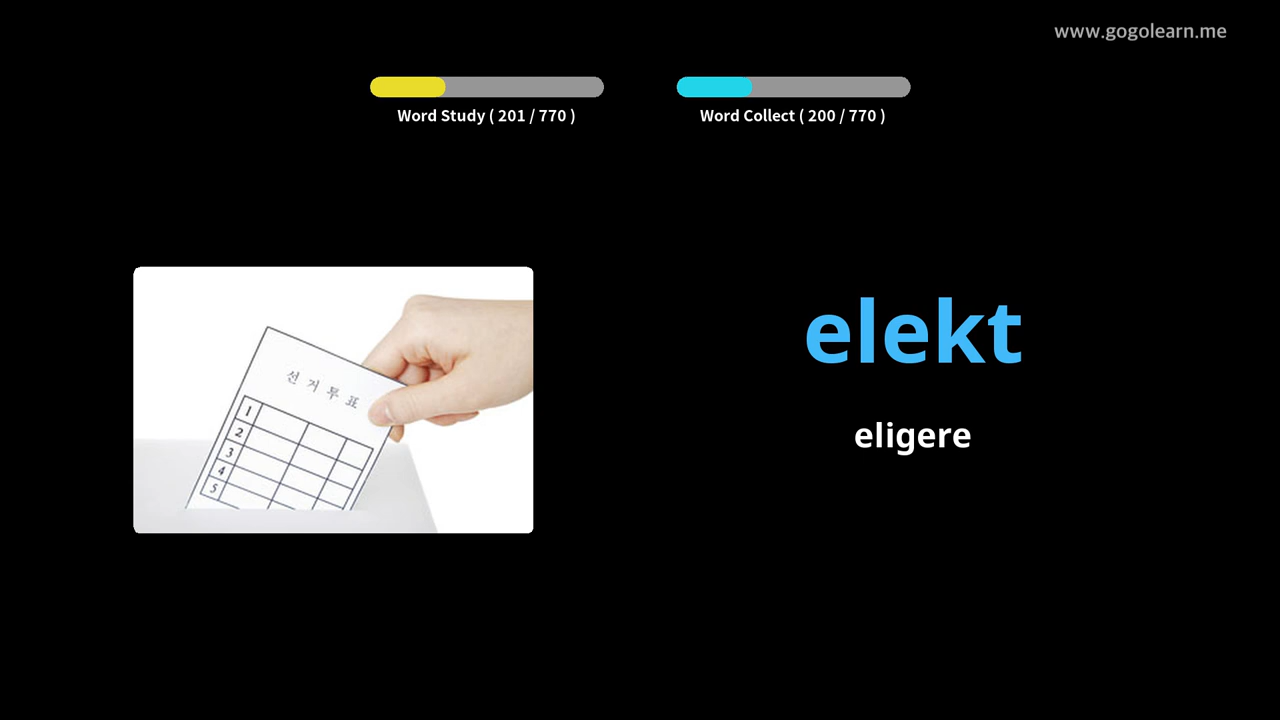 www.gogolearn.me
Word Study ( 201 / 770 )
Word Collect ( 200 / 770 )
선거투표
1
2
3
4
5
elekt
eligere